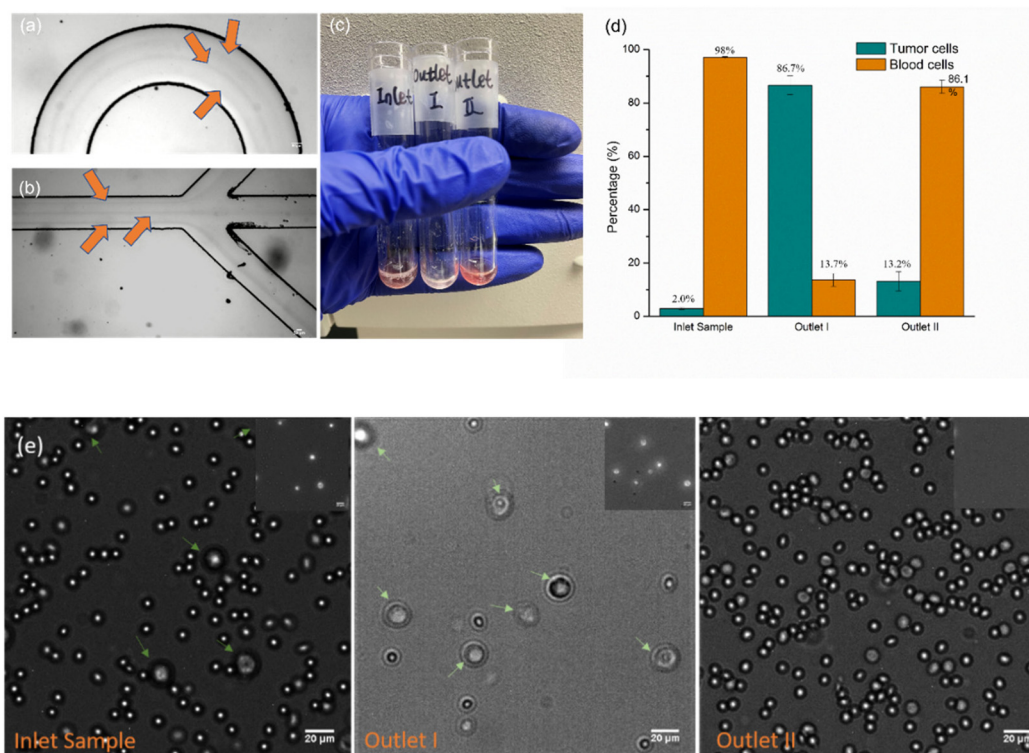 (a)
(b)
(c)
Inlet
Outlet
I
Outlet
II
(d)
Tumor cells
Blood cells
Percentage (%)
100
80
60
40
20
0
2.0%
98%
86.7%
13.7%
13.2%
86.1
%
Inlet Sample
Outlet I
Outlet II
(e)
Inlet Sample
20 µm
Outlet I
20 µm
Outlet II
20 µm